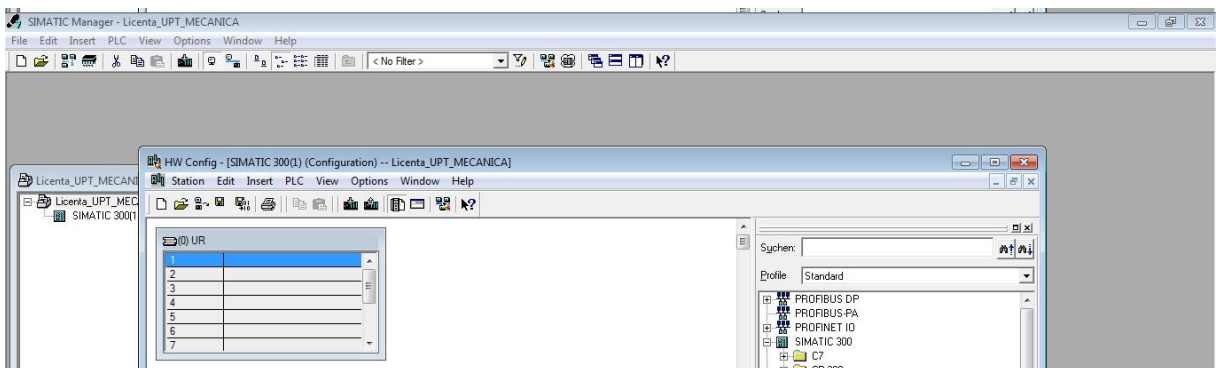 SIMATIC Manager - Licenta_UPT_MECANICA
File Edit Insert PLC View Options Window Help
< No Filter >
HW Config - [SIMATIC 300(1) (Configuration) -- Licenta_UPT_MECANICA]
Licenta_UPT_MECANI
Station Edit Insert PLC View Options Window Help
Licenta_UPT_MEC
SIMATIC 300(1
(0) UR
1
2
3
4
5
6
7
Suchen:
Profile Standard
PROFIBUS DP
PROFIBUS-PA
PROFINET IO
SIMATIC 300
C7